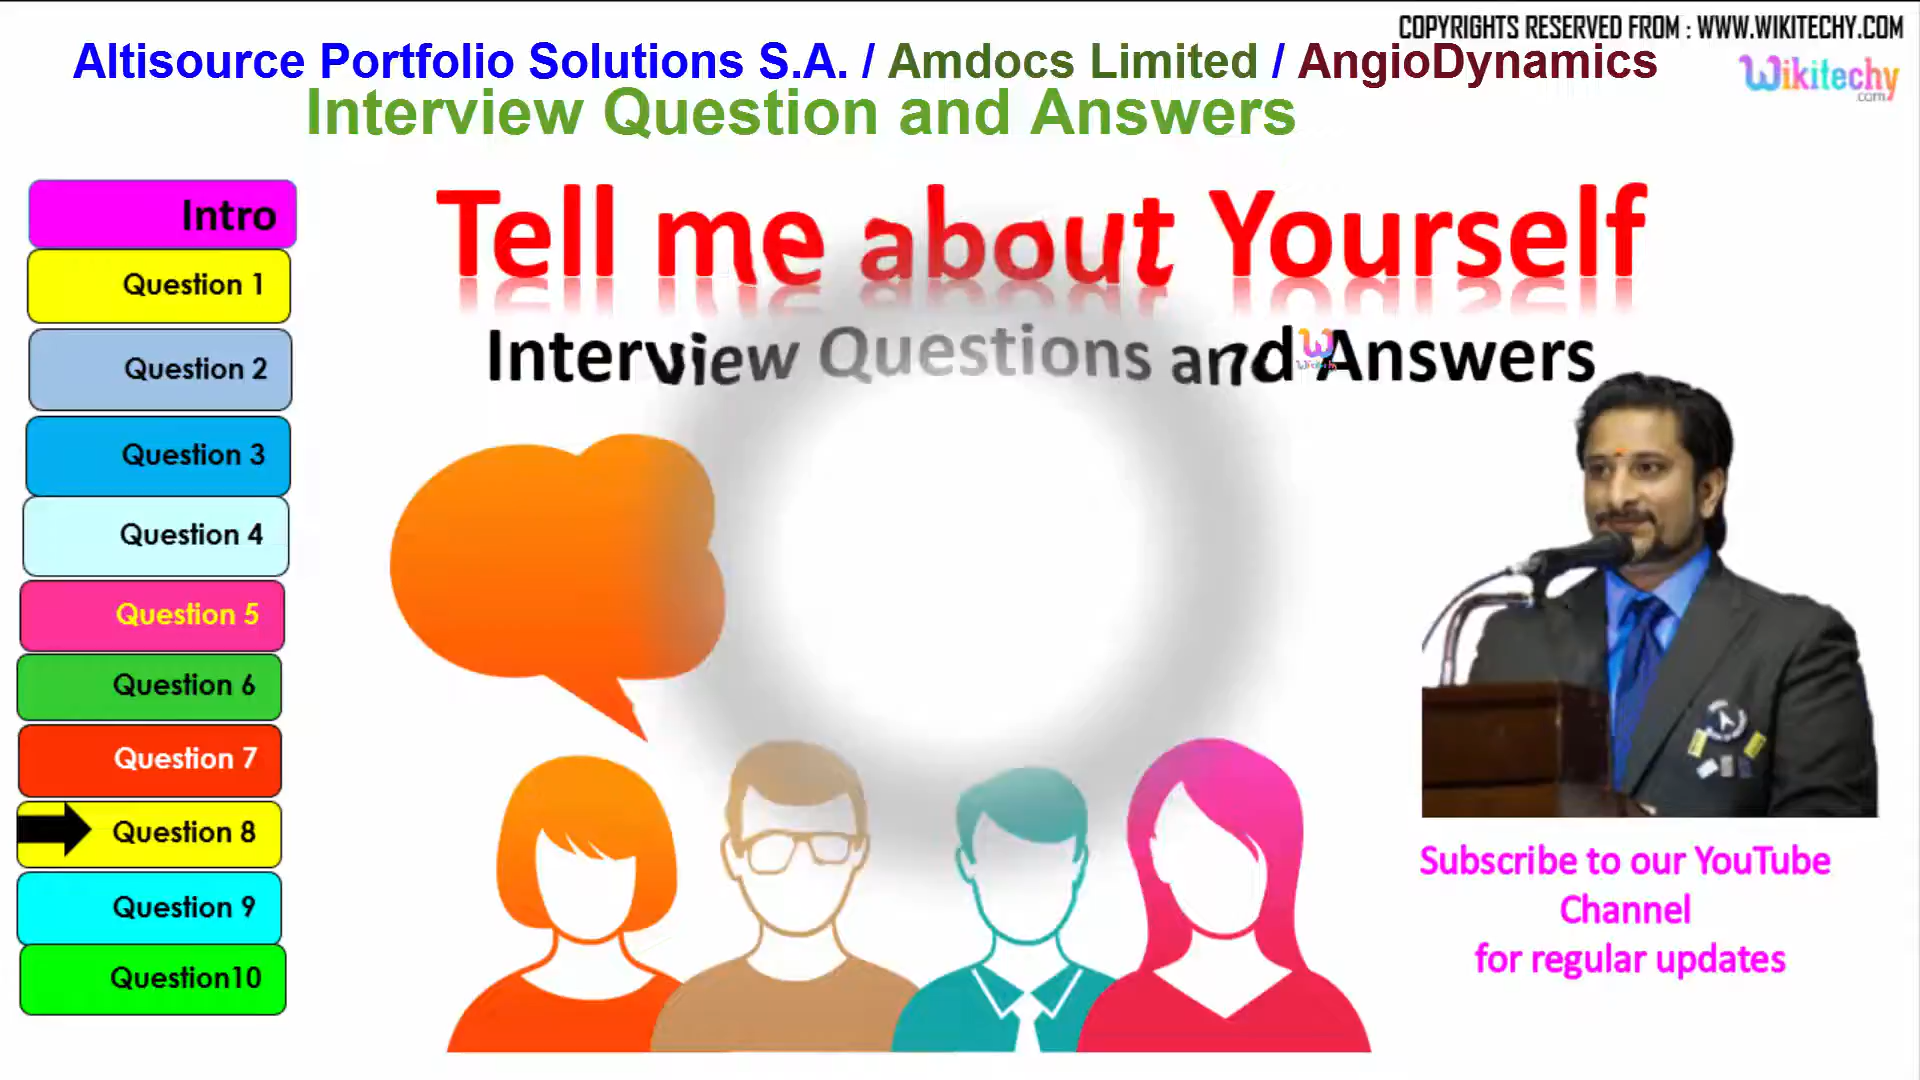 COPYRIGHTS RESERVED FROM : WWW.WIKITECHY.COM
Altisource Portfolio Solutions S.A. / Amdocs Limited / AngioDynamics
Wikitechy
.com
Interview Question and Answers
Intro
Question 1
Question 2
Question 3
Question 4
Question 5
Question 6
Question 7
Question 8
Question 9
Question10
Tell me about Yourself
Interview Questions and Answers
Subscribe to our YouTube
Channel
for regular updates